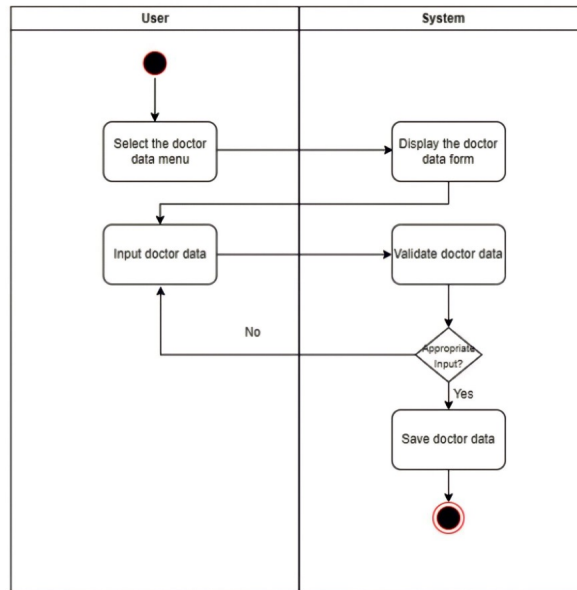 User
System
Select the doctor
data menu
Display the doctor
data form
Input doctor data
Validate doctor data
No
Appropriate
Input?
Yes
Save doctor data